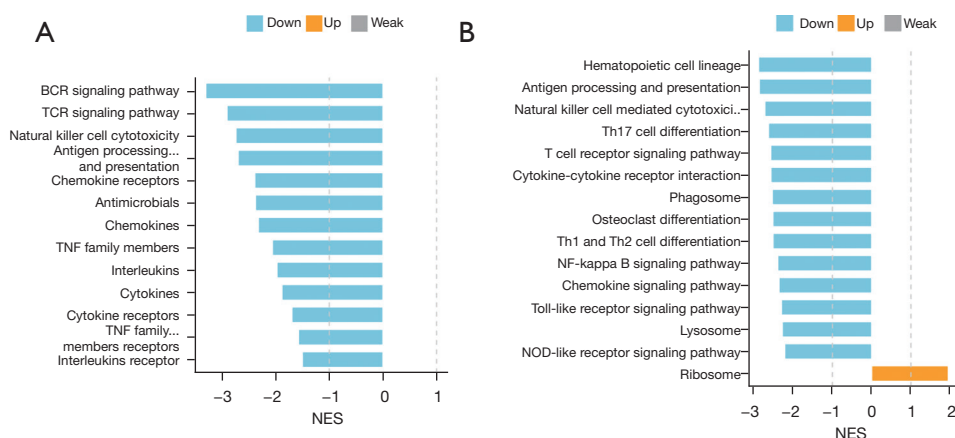 A
Down Up Weak
BCR signaling pathway
TCR signaling pathway
Natural killer cell cytotoxicity
Antigen processing...
and presentation
Chemokine receptors
Antimicrobials
Chemokines
TNF family members
Interleukins
Cytokines
Cytokine receptors
TNF family...
members receptors
Interleukins receptor
−3 −2 −1 0 1
NES
B
Down Up Weak
Hematopoietic cell lineage
Antigen processing and presentation
Natural killer cell mediated cytotoxici..
Th17 cell differentiation
T cell receptor signaling pathway
Cytokine-cytokine receptor interaction
Phagosome
Osteoclast differentiation
Th1 and Th2 cell differentiation
NF-kappa B signaling pathway
Chemokine signaling pathway
Toll-like receptor signaling pathway
Lysosome
NOD-like receptor signaling pathway
Ribosome
−3 −2 −1 0 1 2
NES